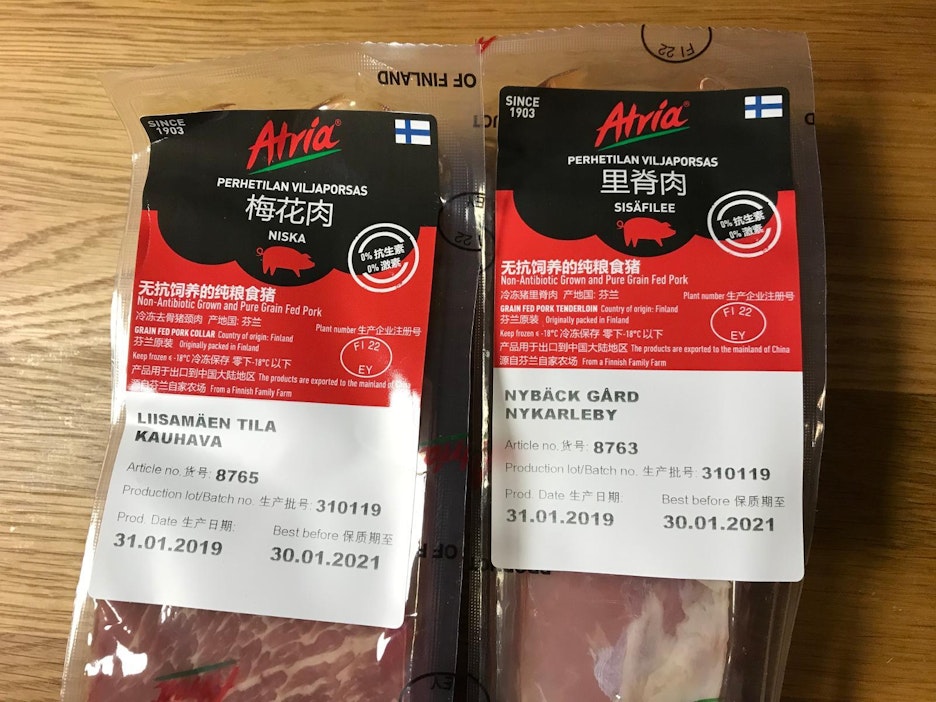 OF FINLAND
SINCE
1903
Atria®
PERHETILAN VILJAPORSAS
梅花肉
NISKA
0% 抗生素
0% 激素
无抗饲养的纯粮食猪
Non-Antibiotic Grown and Pure Grain Fed Pork
冷冻去骨猪颈肉 产地国: 芬兰
Plant number 生产企业注册号
GRAIN FED PORK COLLAR Country of origin: Finland
芬兰原装 Originally packed in Finland
FI 22
EY
Keep frozen ≤ -18°C 冷冻保存 零下-18°C 以下
产品用于出口到中国大陆地区 The products are exported to the mainland of China
源自芬兰自家农场 From a Finnish Family Farm
LIISAMÄEN TILA
KAUHAVA
Article no. 货号: 8765
Production lot/Batch no. 生产批号: 310119
Prod. Date 生产日期:
Best before 保质期至
31.01.2019
30.01.2021
FI 22
SINCE
1903
Atria®
PERHETILAN VILJAPORSAS
里脊肉
SISÄFILEE
0% 抗生素
0% 激素
无抗饲养的纯粮食猪
Non-Antibiotic Grown and Pure Grain Fed Pork
冷冻猪里脊肉 产地国: 芬兰
Plant number 生产企业注册号
GRAIN FED PORK TENDERLOIN Country of origin: Finland
芬兰原装 Originally packed in Finland
FI 22
EY
Keep frozen ≤ -18°C 冷冻保存 零下-18°C 以下
产品用于出口到中国大陆地区 The products are exported to the mainland of China
源自芬兰自家农场 From a Finnish Family Farm
NYBÄCK GÅRD
NYKARLEBY
Article no. 货号: 8763
Production lot/Batch no. 生产批号: 310119
Prod. Date 生产日期:
Best before 保质期至
31.01.2019
30.01.2021
FI 22
EY